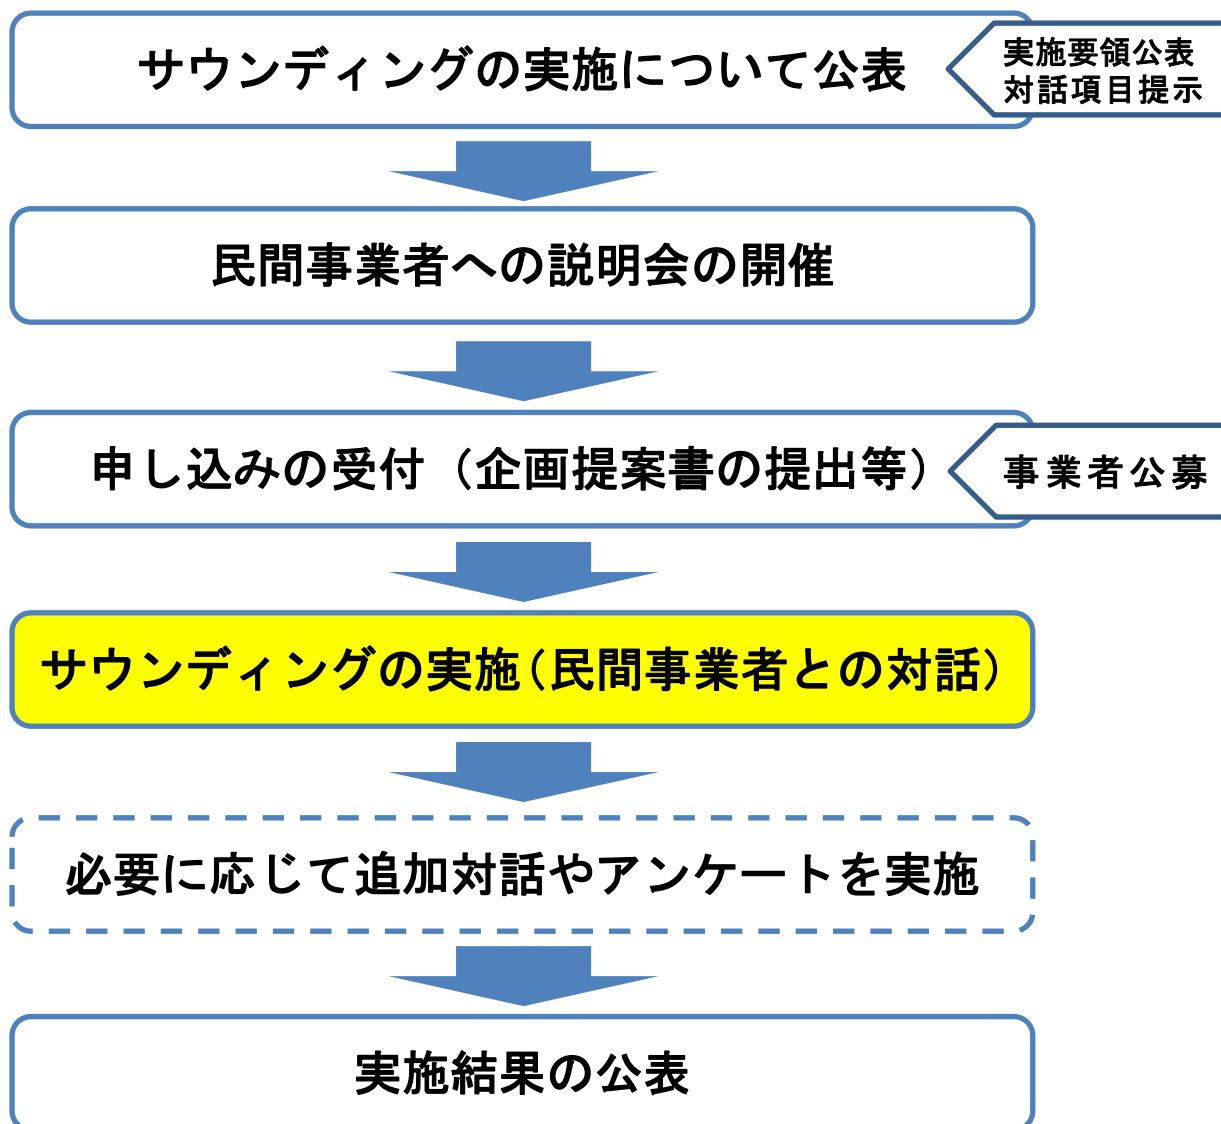 サウンディングの実施について公表
実施要領公表
対話項目提示
民間事業者への説明会の開催
申し込みの受付（企画提案書の提出等）
事業者公募
サウンディングの実施（民間事業者との対話）
必要に応じて追加対話やアンケートを実施
実施結果の公表